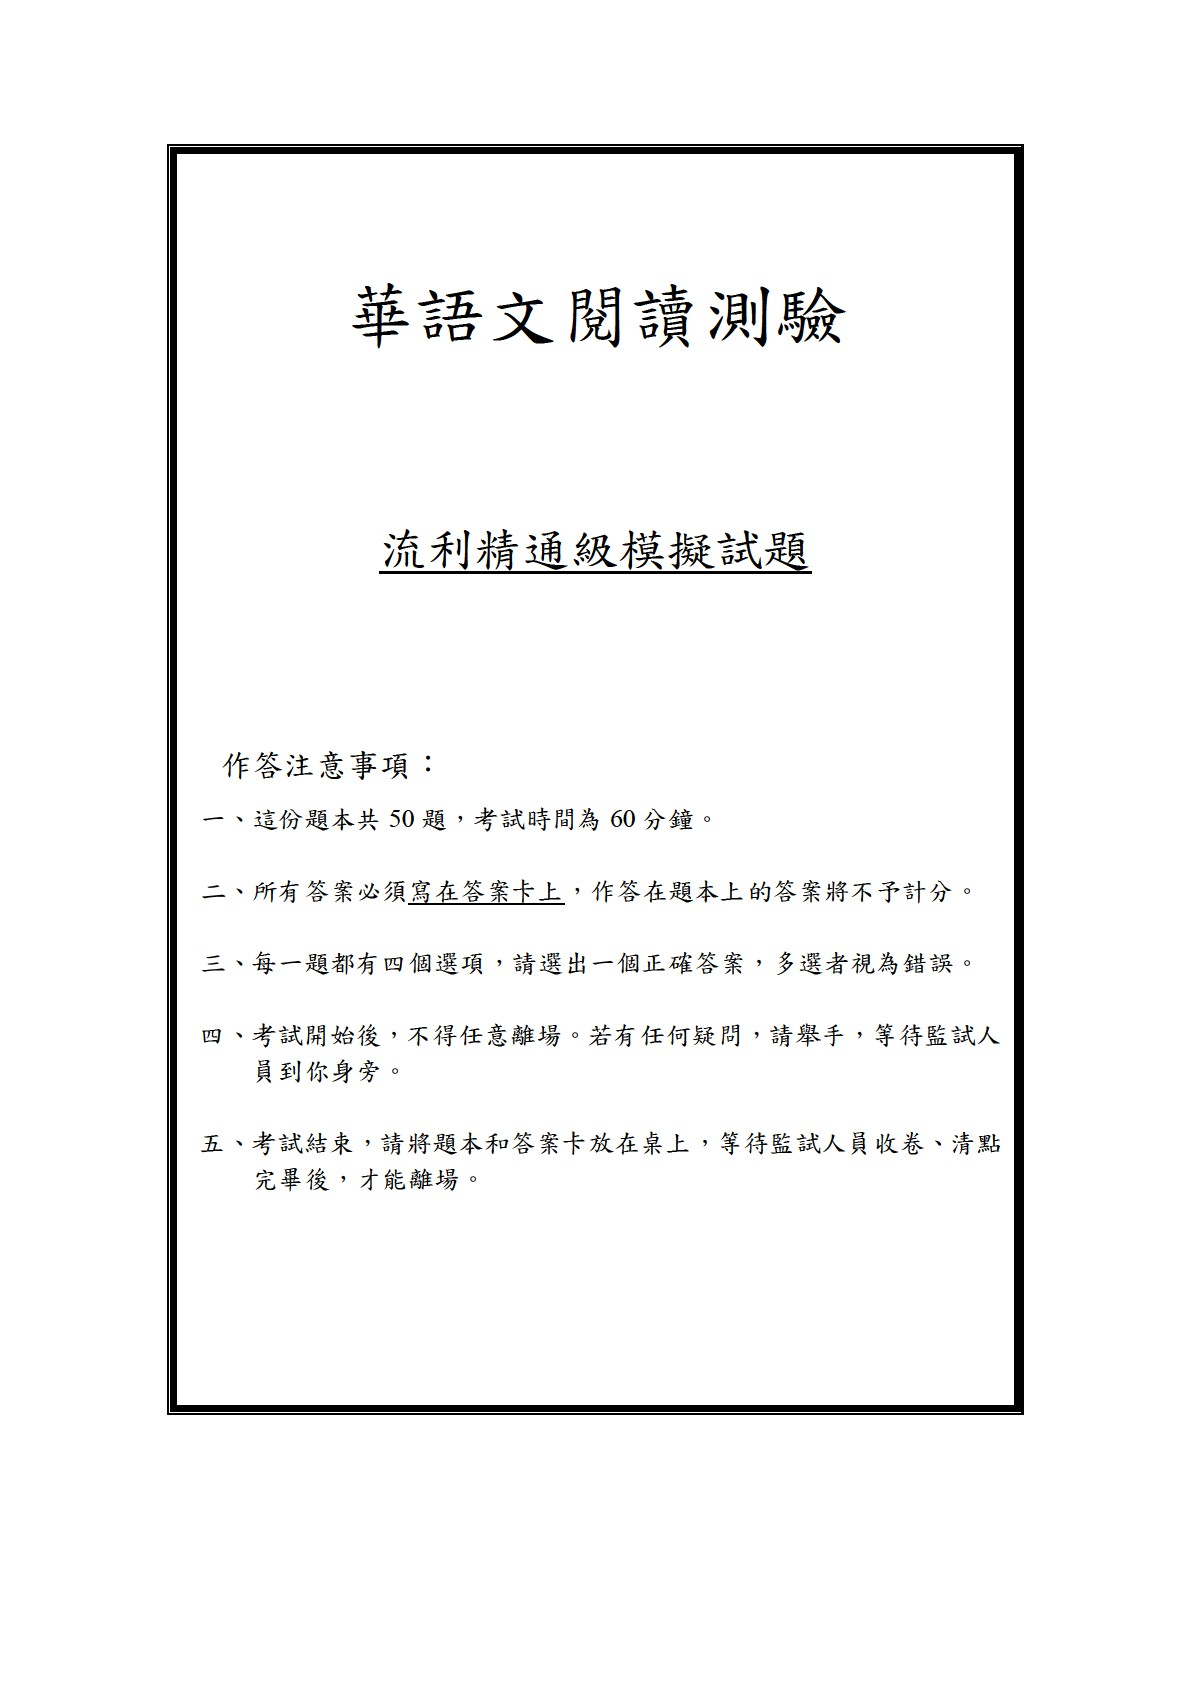 華語文閱讀測驗
流利精通級模擬試題
作答注意事項：
一、這份題本共 50 題，考試時間為 60 分鐘。
二、所有答案必須寫在答案卡上，作答在題本上的答案將不予計分。
三、每一題都有四個選項，請選出一個正確答案，多選者視為錯誤。
四、考試開始後，不得任意離場。若有任何疑問，請舉手，等待監試人
員到你身旁。
五、考試結束，請將題本和答案卡放在桌上，等待監試人員收卷、清點
完畢後，才能離場。